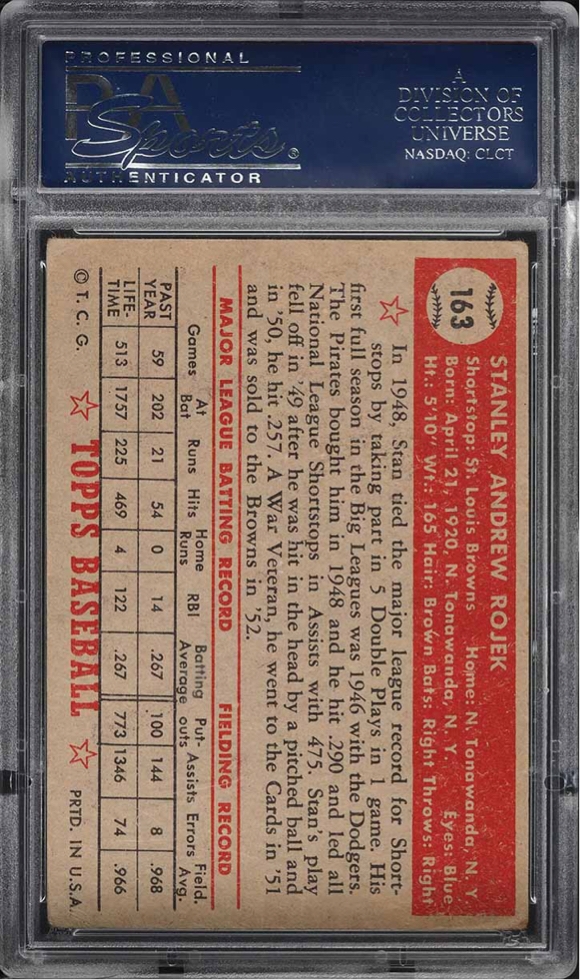 PROFESSIONAL
PSA
Sports®
AUTHENTICATOR
A
DIVISION OF
COLLECTORS
UNIVERSE
NASDAQ: CLCT
163
STANLEY ANDREW ROJEK
Shortstop: St. Louis Browns Home: N. Tonawanda, N. Y.
Born: April 21, 1920, N. Tonawanda, N. Y. Eyes: Blue
Ht.: 5'10" Wt.: 165 Hair: Brown Bats: Right Throws: Right
In 1948, Stan tied the major league record for Short-
stops by taking part in 5 Double Plays in 1 game. His
first full season in the Big Leagues was 1946 with the Dodgers.
The Pirates bought him in 1948 and he hit .290 and led all
National League Shortstops in Assists with 475. Stan's play
fell off in '49 after he was hit in the head by a pitched ball and
in '50, he hit .257. A War Veteran, he went to the Cards in '51
and was sold to the Browns in '52.
MAJOR LEAGUE BATTING RECORD FIELDING RECORD
Games At Bat Runs Hits Home Runs RBI Batting Average Put-outs Assists Errors Field. Avg.
PAST YEAR 59 202 21 54 0 14 .267 100 144 8 .968
LIFE-TIME 513 1757 225 469 4 122 .267 773 1346 74 .966
© T. C. G. TOPPS BASEBALL PRTD. IN U.S.A.